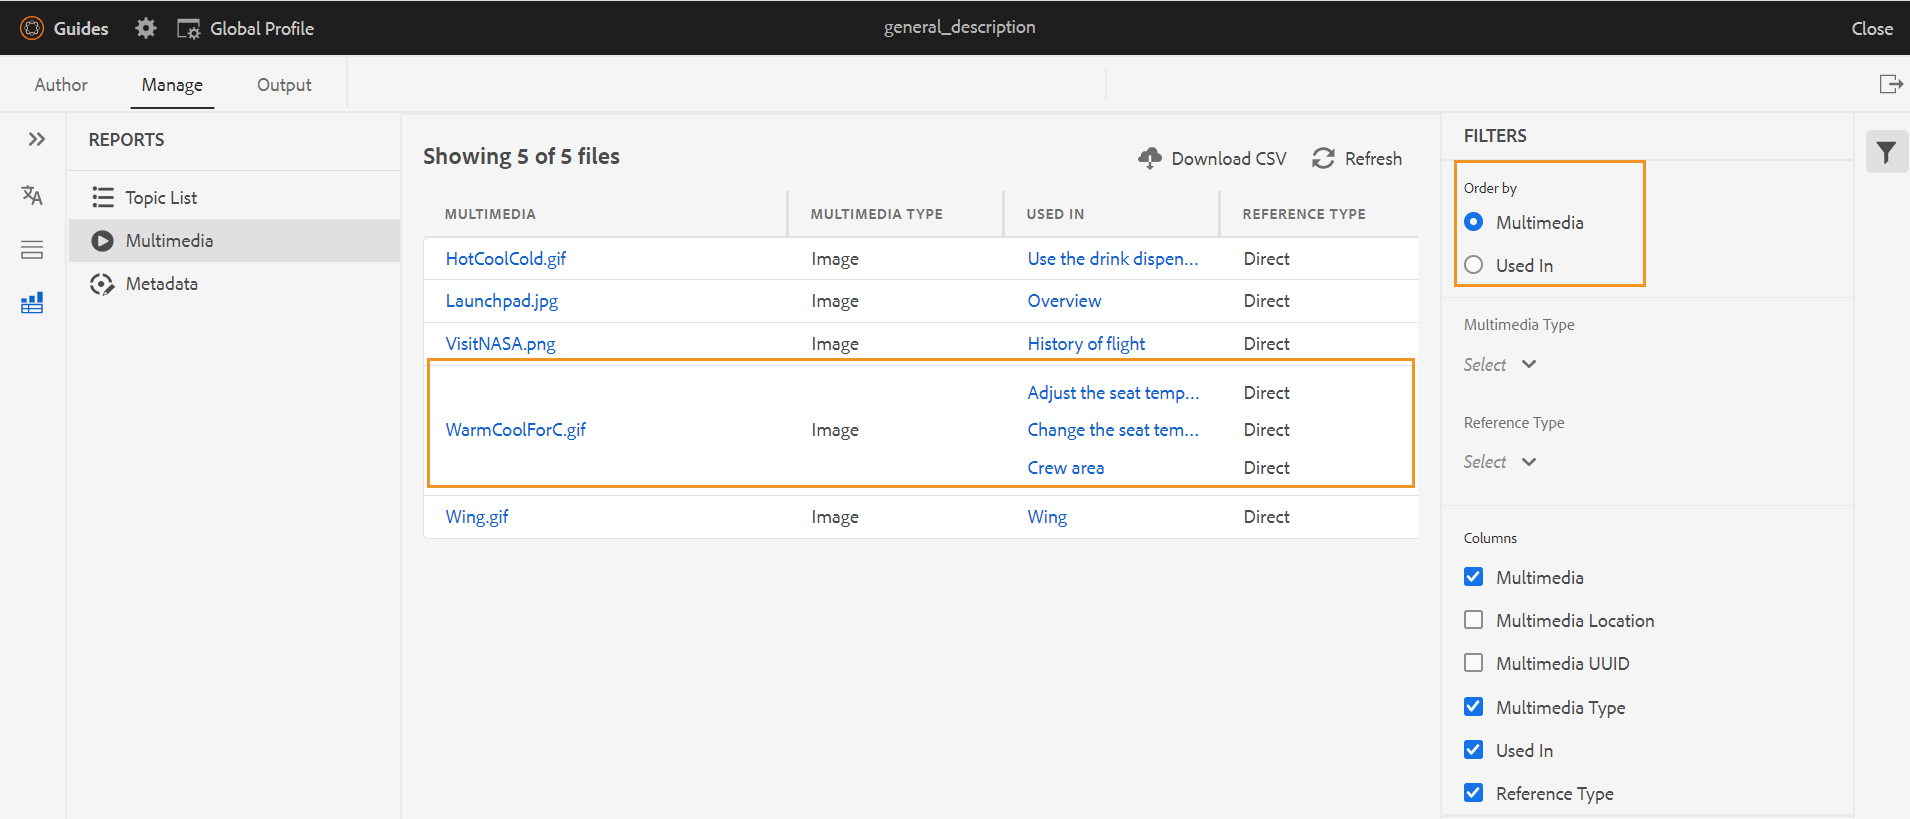 Guides Global Profile general_description Close
Author Manage Output
REPORTS
Topic List
Multimedia
Metadata
Showing 5 of 5 files Download CSV Refresh
MULTIMEDIA MULTIMEDIA TYPE USED IN REFERENCE TYPE
HotCoolCold.gif Image Use the drink dispen... Direct
Launchpad.jpg Image Overview Direct
VisitNASA.png Image History of flight Direct
Adjust the seat temp... Direct
WarmCoolForC.gif Image Change the seat tem... Direct
Crew area Direct
Wing.gif Image Wing Direct
FILTERS
Order by
Multimedia
Used In
Multimedia Type
Select
Reference Type
Select
Columns
Multimedia
Multimedia Location
Multimedia UUID
Multimedia Type
Used In
Reference Type